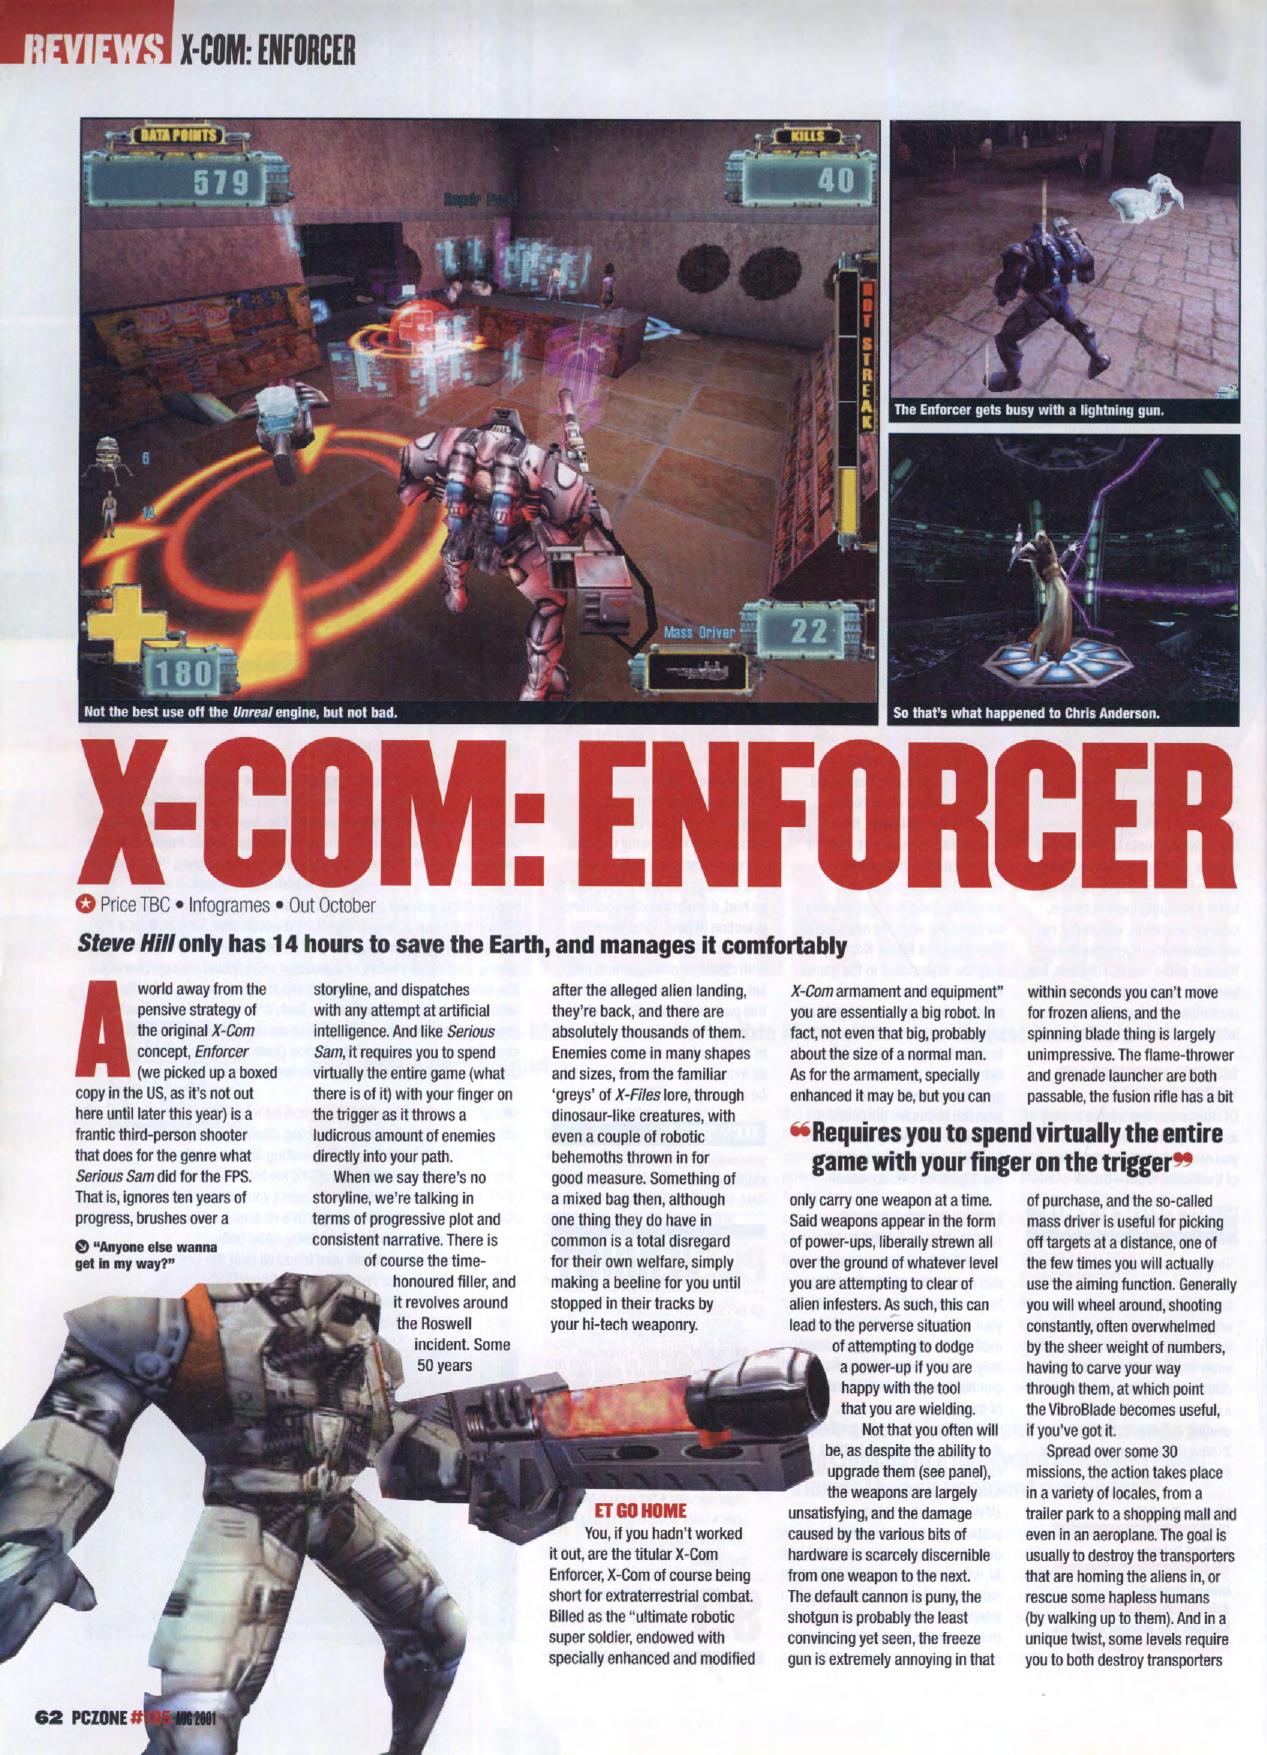 REVIEWS X-COM: ENFORCER
DATA POINTS
579
KILLS
40
Repair Pack
HOT STREAK
6
14
180
Mass Driver
22
Not the best use off the Unreal engine, but not bad.
The Enforcer gets busy with a lightning gun.
So that's what happened to Chris Anderson.
X-COM: ENFORCER
Price TBC • Infogrames • Out October
Steve Hill only has 14 hours to save the Earth, and manages it comfortably
A world away from the
pensive strategy of
the original X-Com
concept, Enforcer
(we picked up a boxed
copy in the US, as it's not out
here until later this year) is a
frantic third-person shooter
that does for the genre what
Serious Sam did for the FPS.
That is, ignores ten years of
progress, brushes over a
"Anyone else wanna
get in my way?"
storyline, and dispatches
with any attempt at artificial
intelligence. And like Serious
Sam, it requires you to spend
virtually the entire game (what
there is of it) with your finger on
the trigger as it throws a
ludicrous amount of enemies
directly into your path.
When we say there's no
storyline, we're talking in
terms of progressive plot and
consistent narrative. There is
of course the time-
honoured filler, and
it revolves around
the Roswell
incident. Some
50 years
after the alleged alien landing,
they're back, and there are
absolutely thousands of them.
Enemies come in many shapes
and sizes, from the familiar
'greys' of X-Files lore, through
dinosaur-like creatures, with
even a couple of robotic
behemoths thrown in for
good measure. Something of
a mixed bag then, although
one thing they do have in
common is a total disregard
for their own welfare, simply
making a beeline for you until
stopped in their tracks by
your hi-tech weaponry.
ET GO HOME
You, if you hadn't worked
it out, are the titular X-Com
Enforcer, X-Com of course being
short for extraterrestrial combat.
Billed as the "ultimate robotic
super soldier, endowed with
specially enhanced and modified
X-Com armament and equipment"
you are essentially a big robot. In
fact, not even that big, probably
about the size of a normal man.
As for the armament, specially
enhanced it may be, but you can
only carry one weapon at a time.
Said weapons appear in the form
of power-ups, liberally strewn all
over the ground of whatever level
you are attempting to clear of
alien infesters. As such, this can
lead to the perverse situation
of attempting to dodge
a power-up if you are
happy with the tool
that you are wielding.
Not that you often will
be, as despite the ability to
upgrade them (see panel),
the weapons are largely
unsatisfying, and the damage
caused by the various bits of
hardware is scarcely discernible
from one weapon to the next.
The default cannon is puny, the
shotgun is probably the least
convincing yet seen, the freeze
gun is extremely annoying in that
within seconds you can't move
for frozen aliens, and the
spinning blade thing is largely
unimpressive. The flame-thrower
and grenade launcher are both
passable, the fusion rifle has a bit
"Requires you to spend virtually the entire
game with your finger on the trigger"
of purchase, and the so-called
mass driver is useful for picking
off targets at a distance, one of
the few times you will actually
use the aiming function. Generally
you will wheel around, shooting
constantly, often overwhelmed
by the sheer weight of numbers,
having to carve your way
through them, at which point
the VibroBlade becomes useful,
if you've got it.
Spread over some 30
missions, the action takes place
in a variety of locales, from a
trailer park to a shopping mall and
even in an aeroplane. The goal is
usually to destroy the transporters
that are homing the aliens in, or
rescue some hapless humans
(by walking up to them). And in a
unique twist, some levels require
you to both destroy transporters
62 PCZONE #105 AUG 2001